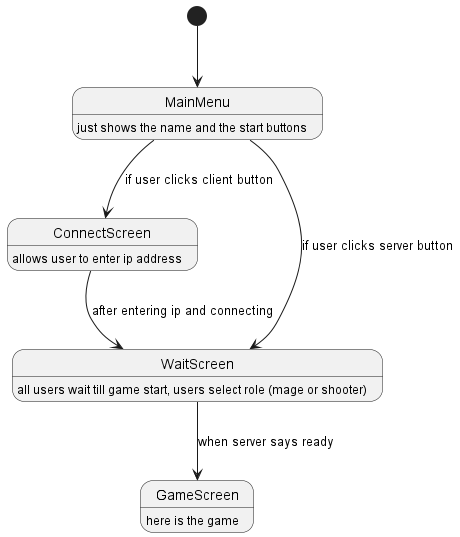 MainMenu
just shows the name and the start buttons
if user clicks client button
ConnectScreen
allows user to enter ip address
if user clicks server button
after entering ip and connecting
WaitScreen
all users wait till game start, users select role (mage or shooter)
when server says ready
GameScreen
here is the game